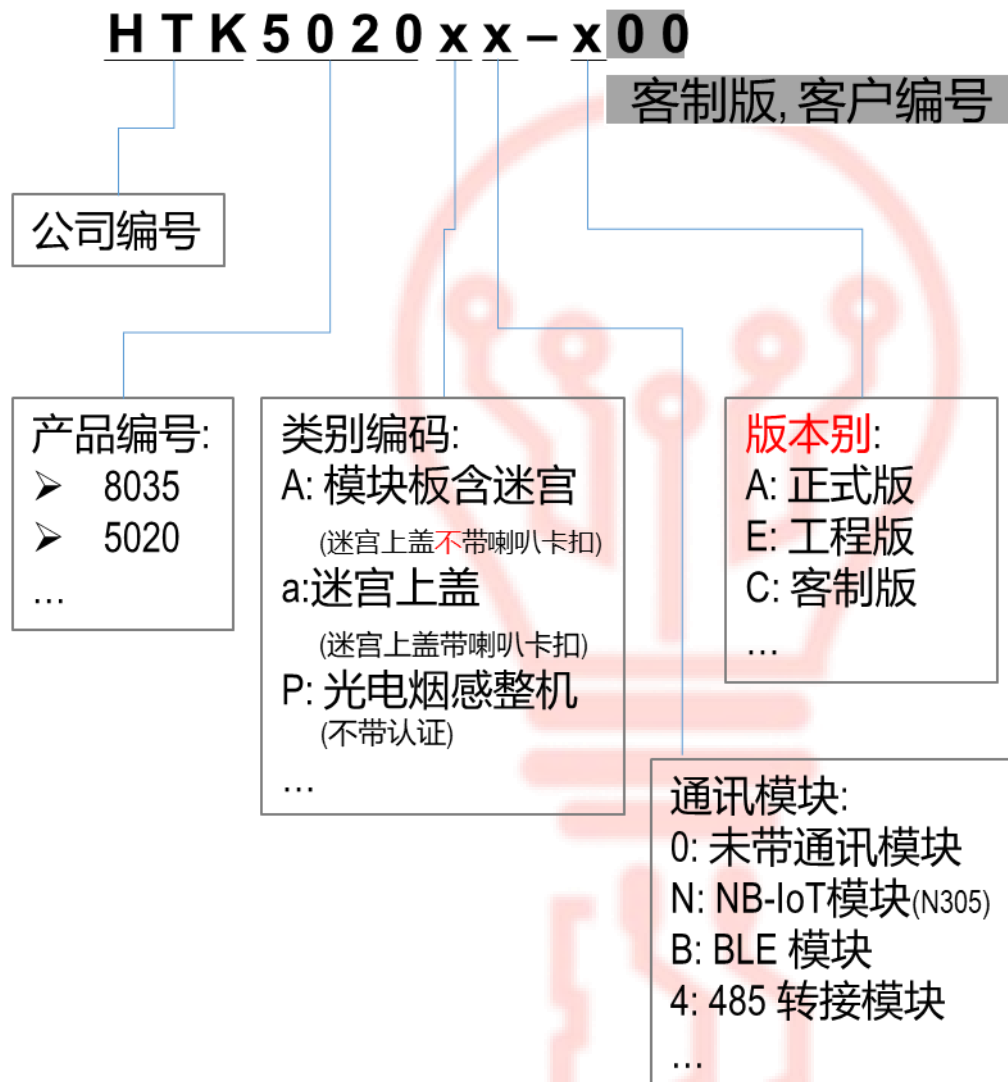 HTK5020xx–x00
客制版, 客户编号
公司编号
产品编号:
➢ 8035
➢ 5020
…
类别编码:
A: 模块板含迷宫
(迷宫上盖不带喇叭卡扣)
a:迷宫上盖
(迷宫上盖带喇叭卡扣)
P: 光电烟感整机
(不带认证)
…
版本别:
A: 正式版
E: 工程版
C: 客制版
…
通讯模块:
0: 未带通讯模块
N: NB-IoT模块(N305)
B: BLE 模块
4: 485 转接模块
…